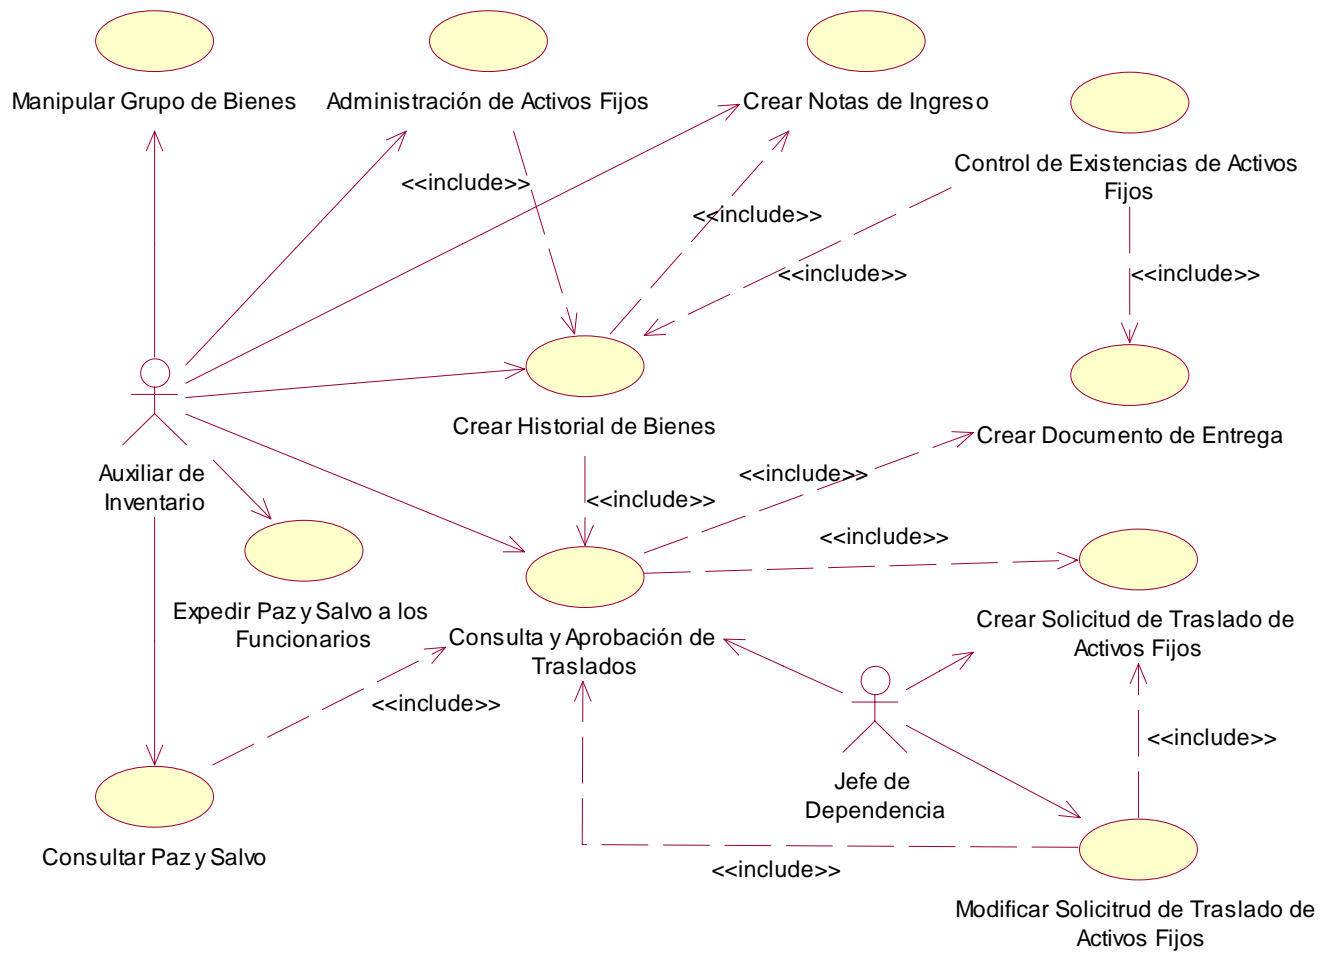 Manipular Grupo de Bienes
Administración de Activos Fijos
Crear Notas de Ingreso
Control de Existencias de Activos
Fijos
<<include>>
<<include>>
<<include>>
<<include>>
Crear Historial de Bienes
Crear Documento de Entrega
Auxiliar de
Inventario
<<include>>
<<include>>
<<include>>
Expedir Paz y Salvo a los
Funcionarios
Consulta y Aprobación de
Traslados
Crear Solicitud de Traslado de
Activos Fijos
<<include>>
<<include>>
Jefe de
Dependencia
Consultar Paz y Salvo
<<include>>
Modificar Solicitrud de Traslado de
Activos Fijos